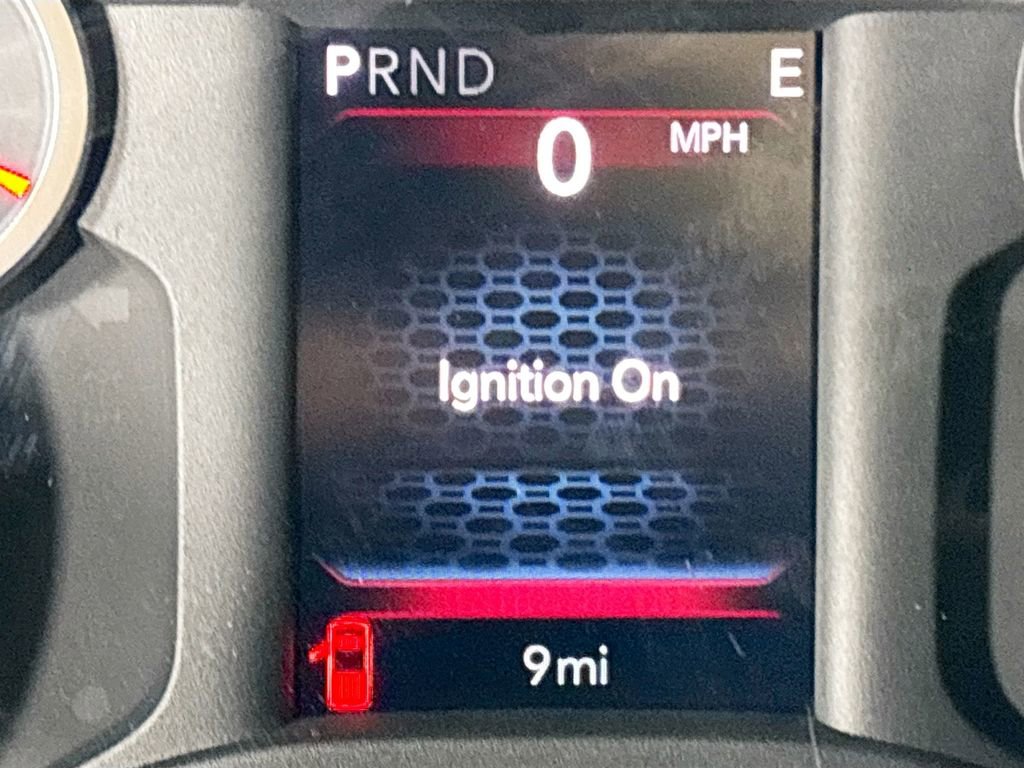 PRND E
0 MPH
Ignition On
9mi